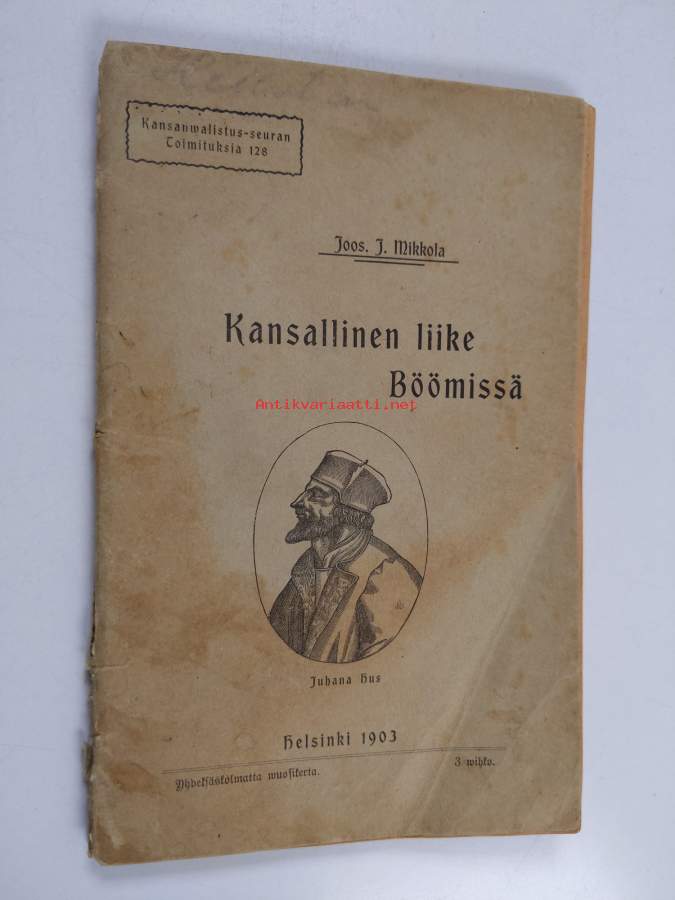 Kansanwalistus-seuran
Toimituksia 128
Joos. J. Mikkola
Kansallinen liike
Böömissä
Antikvariaatti.net
Juhana Hus
Helsinki 1903
Yhdeksäskolmatta wuosikerta.
3 wihko.